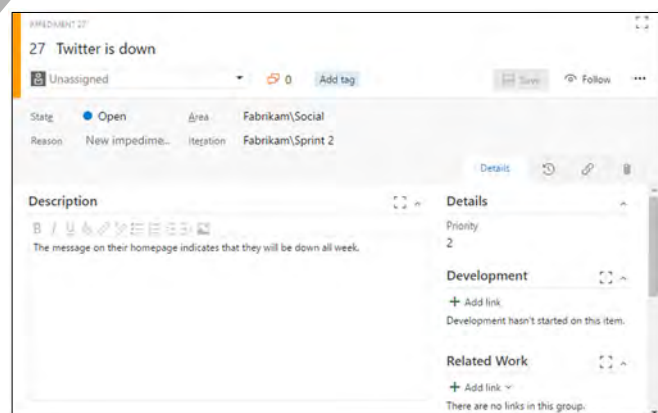 IMPEDIMENT 27
27 Twitter is down
Unassigned
0
Add tag
Save
Follow
State Open
Area Fabrikam\Social
Reason New impedime..
Iteration Fabrikam\Sprint 2
Details
Description
B I U
The message on their homepage indicates that they will be down all week.
Details
Priority
2
Development
+ Add link
Development hasn't started on this item.
Related Work
+ Add link
There are no links in this group.